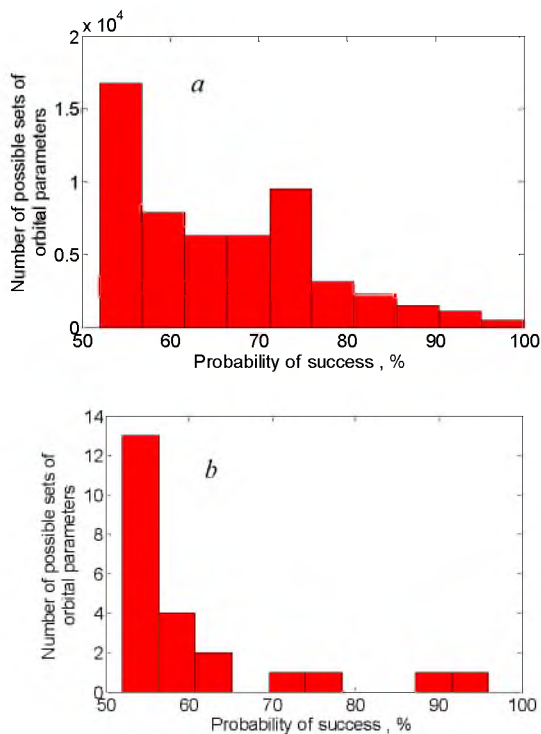 2 × 10⁴
a
1.5
1
0.5
0
Number of possible sets of
orbital parameters
50 60 70 80 90 100
Probability of success , %
14
b
12
10
8
6
4
2
0
Number of possible sets of
orbital parameters
50 60 70 80 90 100
Probability of success , %